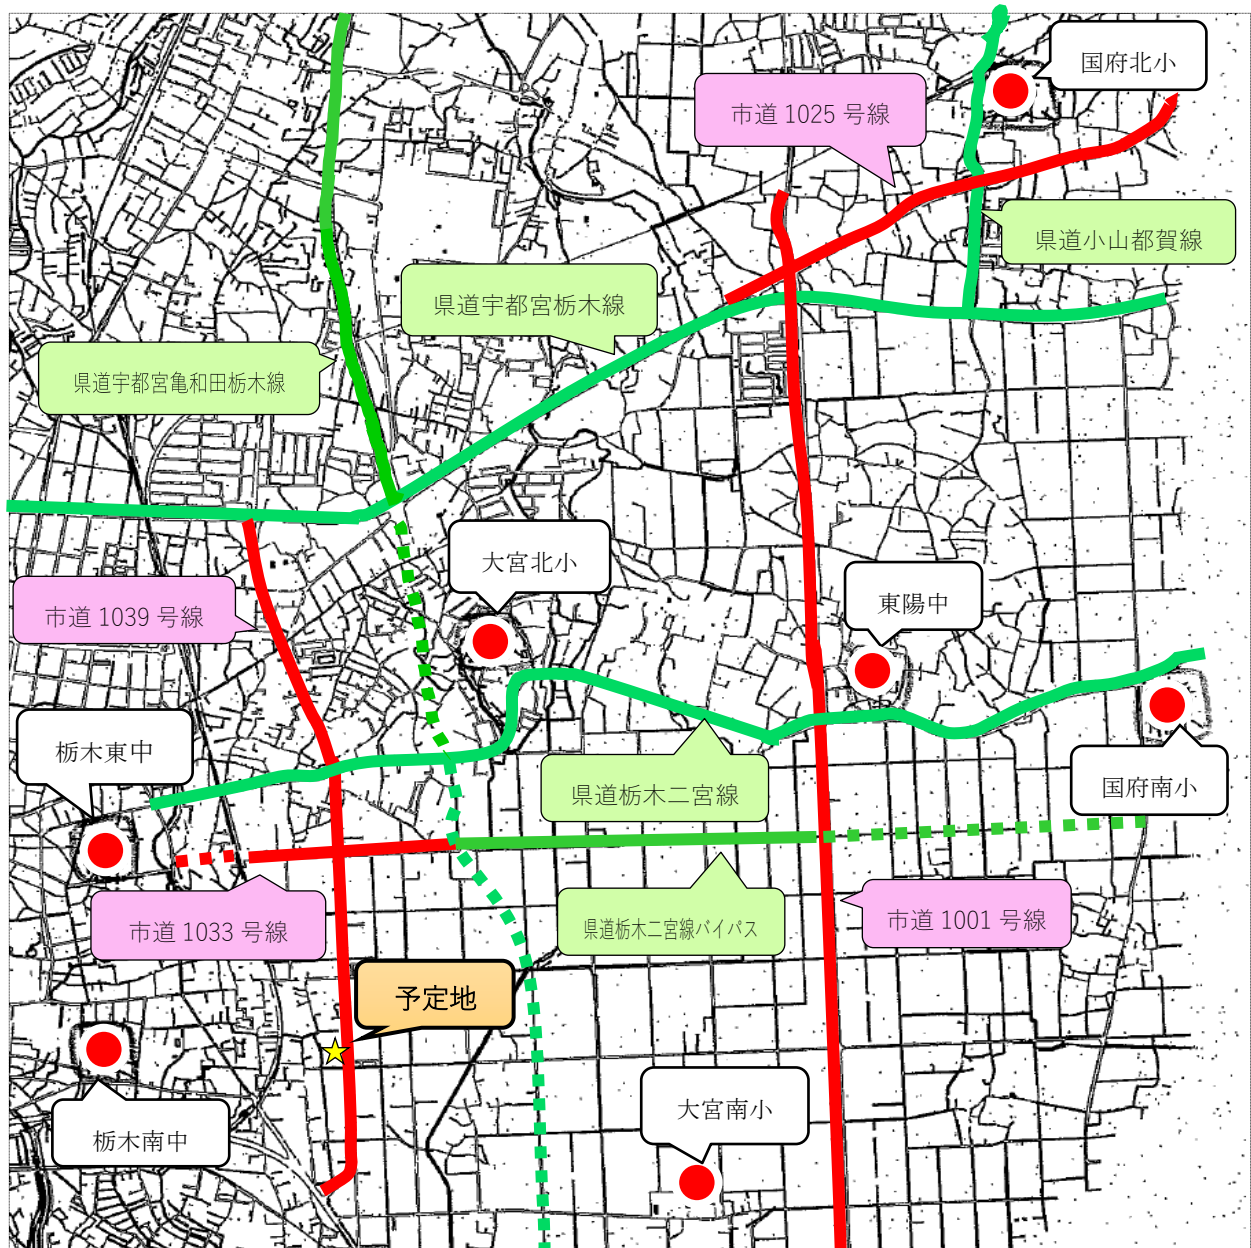 国府北小
市道 1025 号線
県道小山都賀線
県道宇都宮栃木線
県道宇都宮亀和田栃木線
大宮北小
東陽中
市道 1039 号線
栃木東中
県道栃木二宮線
国府南小
市道 1033 号線
県道栃木二宮線バイパス
市道 1001 号線
予定地
大宮南小
栃木南中